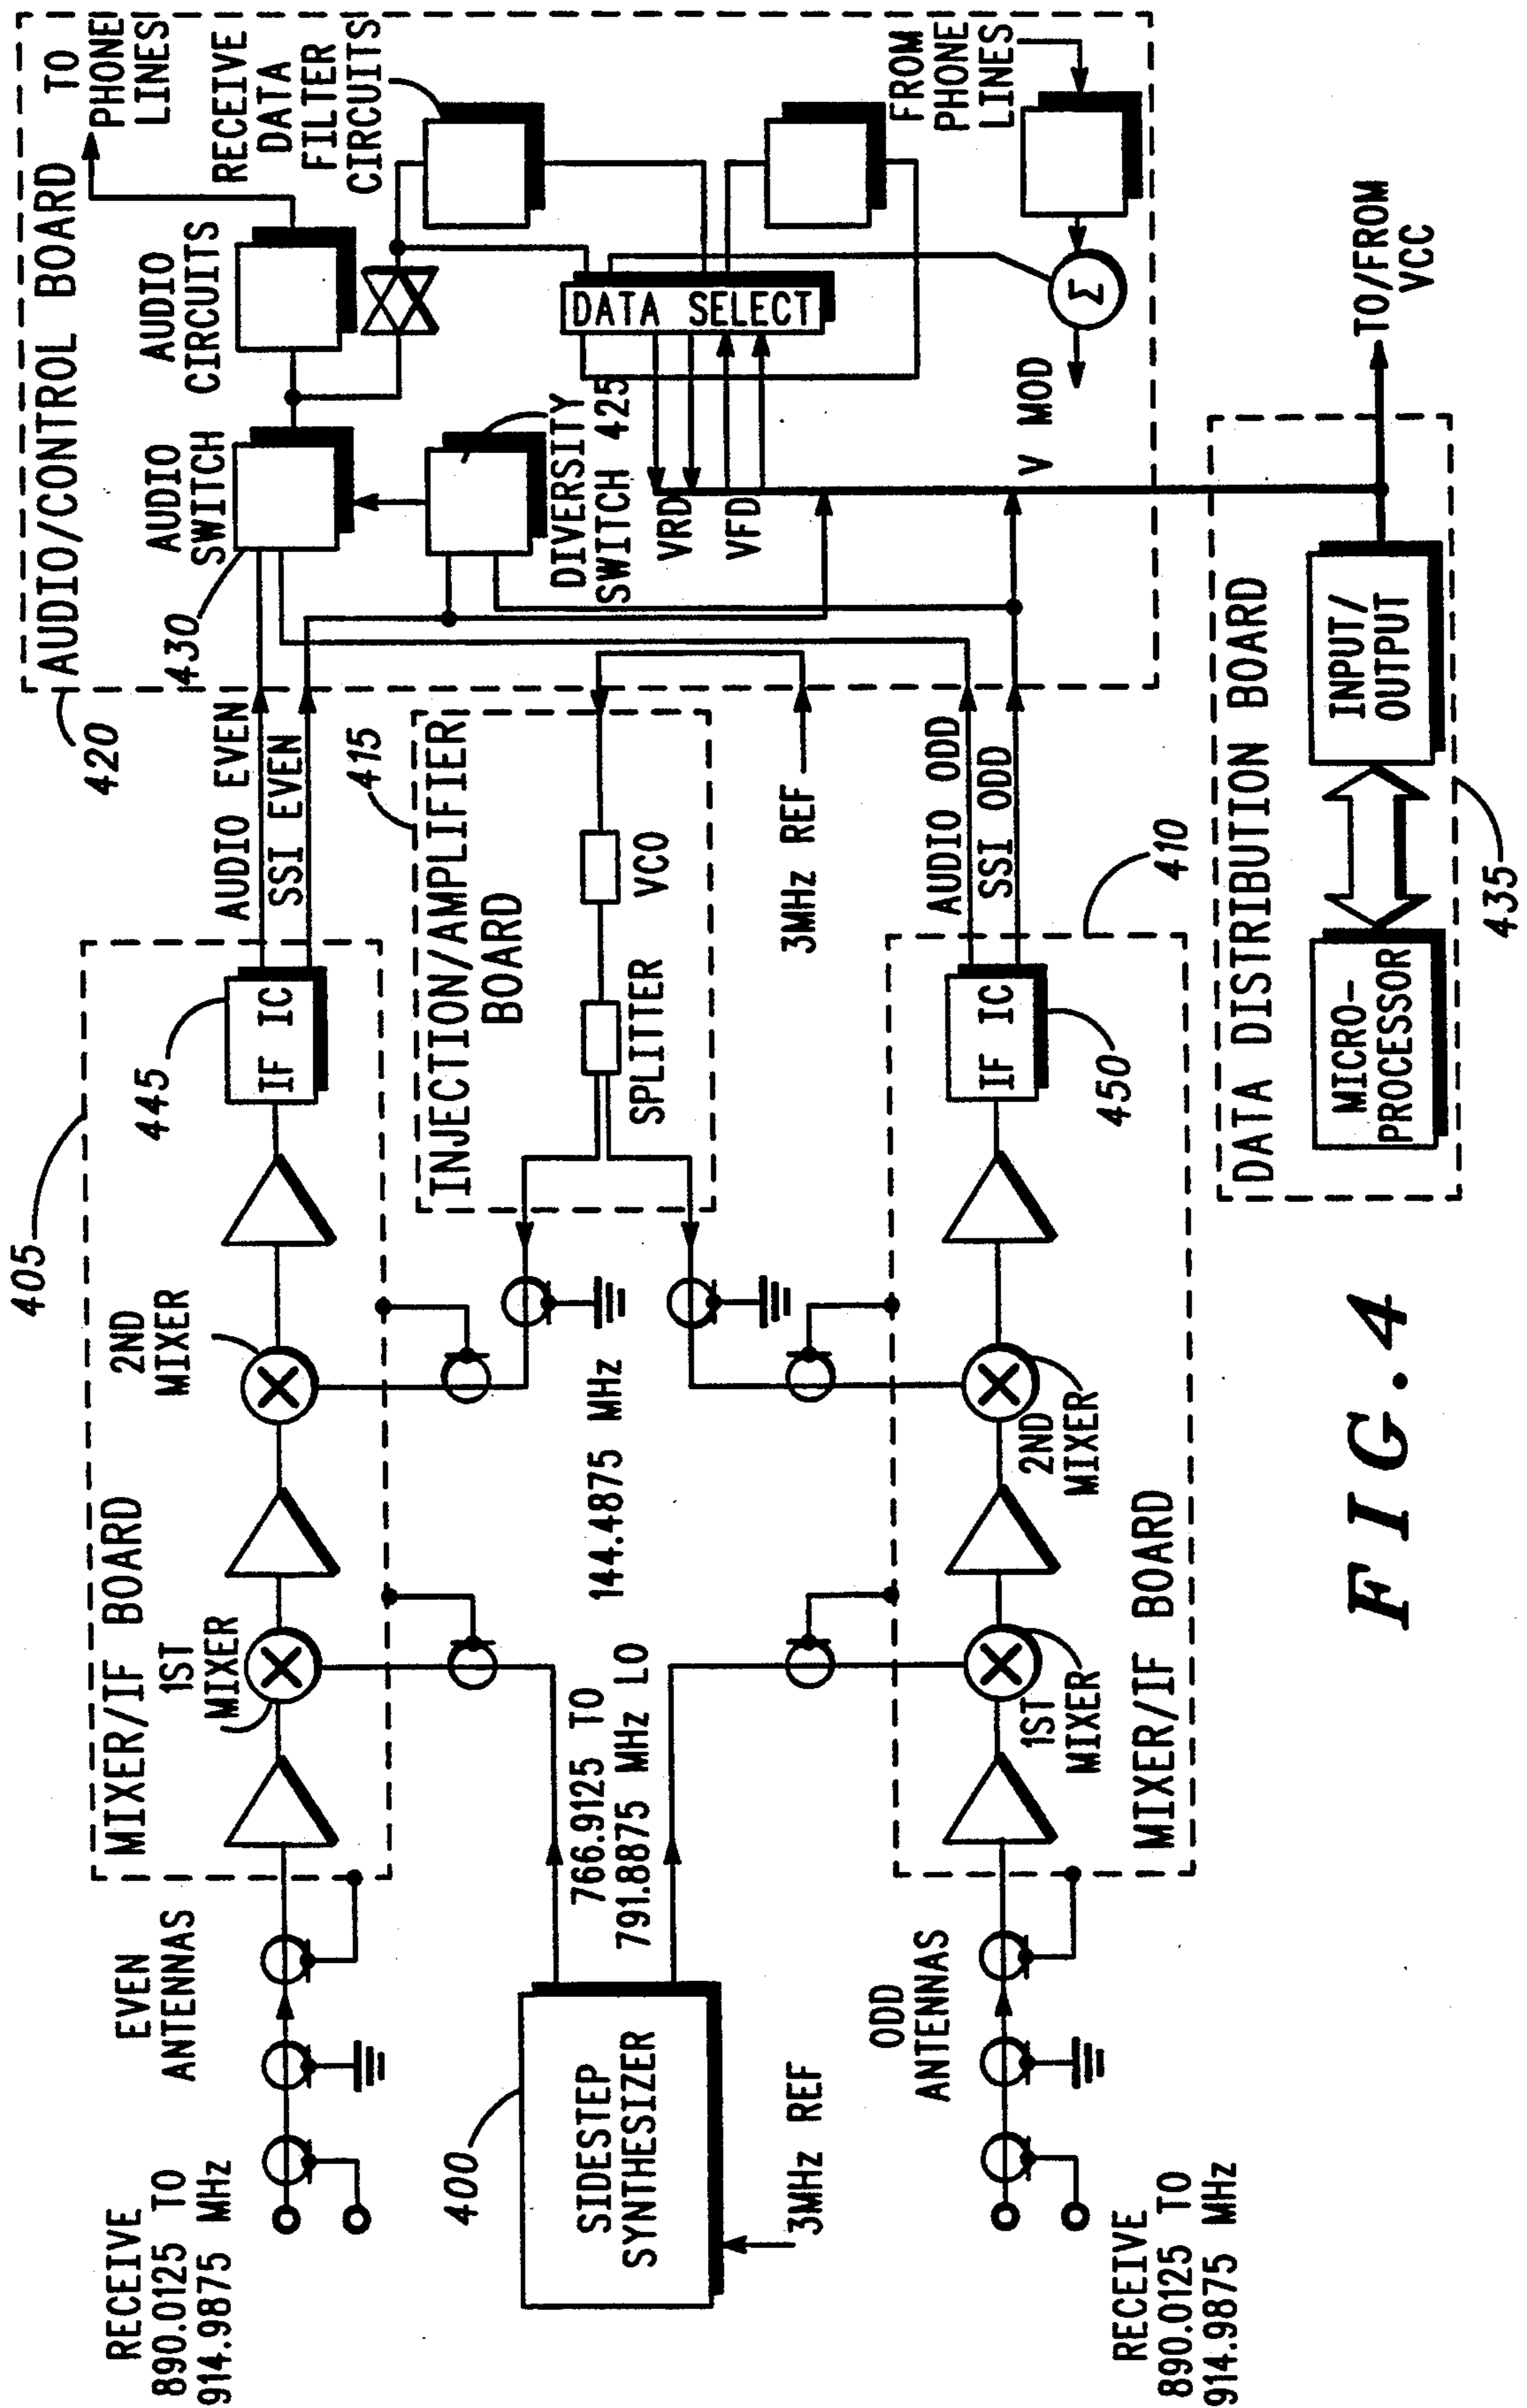 RECEIVE
890.0125 TO
914.9875 MHz
EVEN
ANTENNAS
MIXER/IF BOARD
1ST
MIXER
2ND
MIXER
405
445
IF IC
AUDIO EVEN
SSI EVEN
420
AUDIO/CONTROL BOARD
430
AUDIO
SWITCH
AUDIO
CIRCUITS
TO
PHONE
LINES
RECEIVE
DATA
FILTER
CIRCUITS
DIVERSITY
SWITCH 425
DATA SELECT
VRD
VFD
V MOD
Σ
FROM
PHONE
LINES
400
SIDESTEP
SYNTHESIZER
3MHz REF
766.9125 TO
791.8875 MHz LO
144.4875 MHz
INJECTION/AMPLIFIER
BOARD
415
SPLITTER
VCO
3MHz REF
RECEIVE
890.0125 TO
914.9875 MHz
ODD
ANTENNAS
1ST
MIXER
MIXER/IF BOARD
2ND
MIXER
IF IC
450
410
AUDIO ODD
SSI ODD
DATA DISTRIBUTION BOARD
MICRO-
PROCESSOR
INPUT/
OUTPUT
435
TO/FROM
VCC
FIG.4